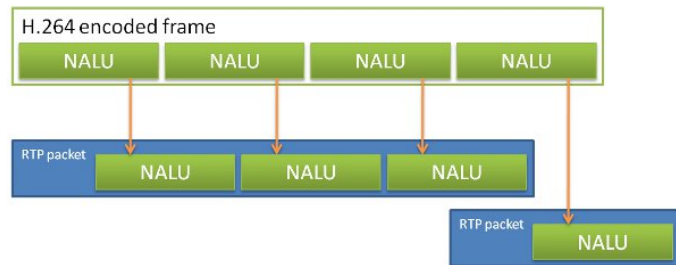 H.264 encoded frame
NALU NALU NALU NALU
RTP packet NALU NALU NALU
RTP packet NALU